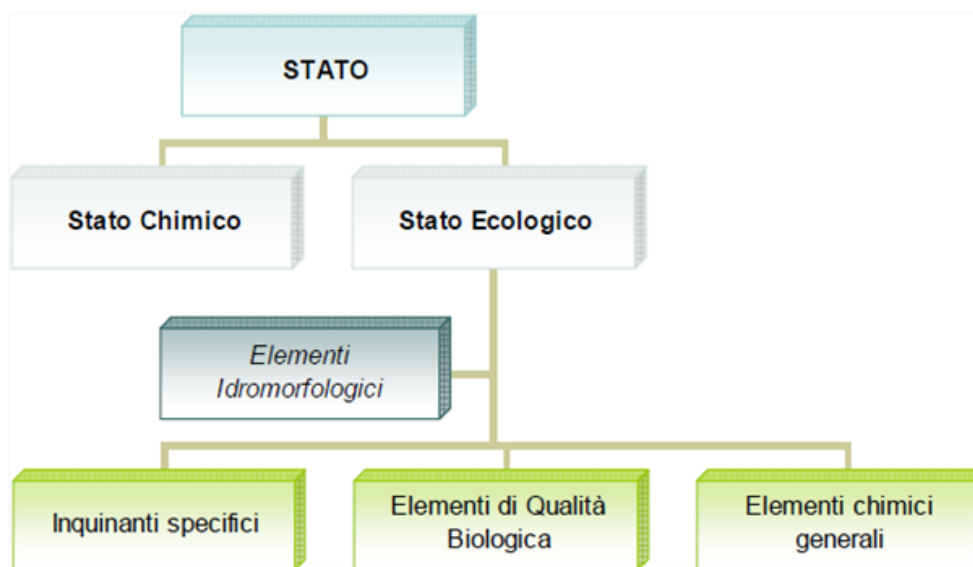 STATO
Stato Chimico
Stato Ecologico
Elementi
Idromorfologici
Inquinanti specifici
Elementi di Qualità
Biologica
Elementi chimici
generali